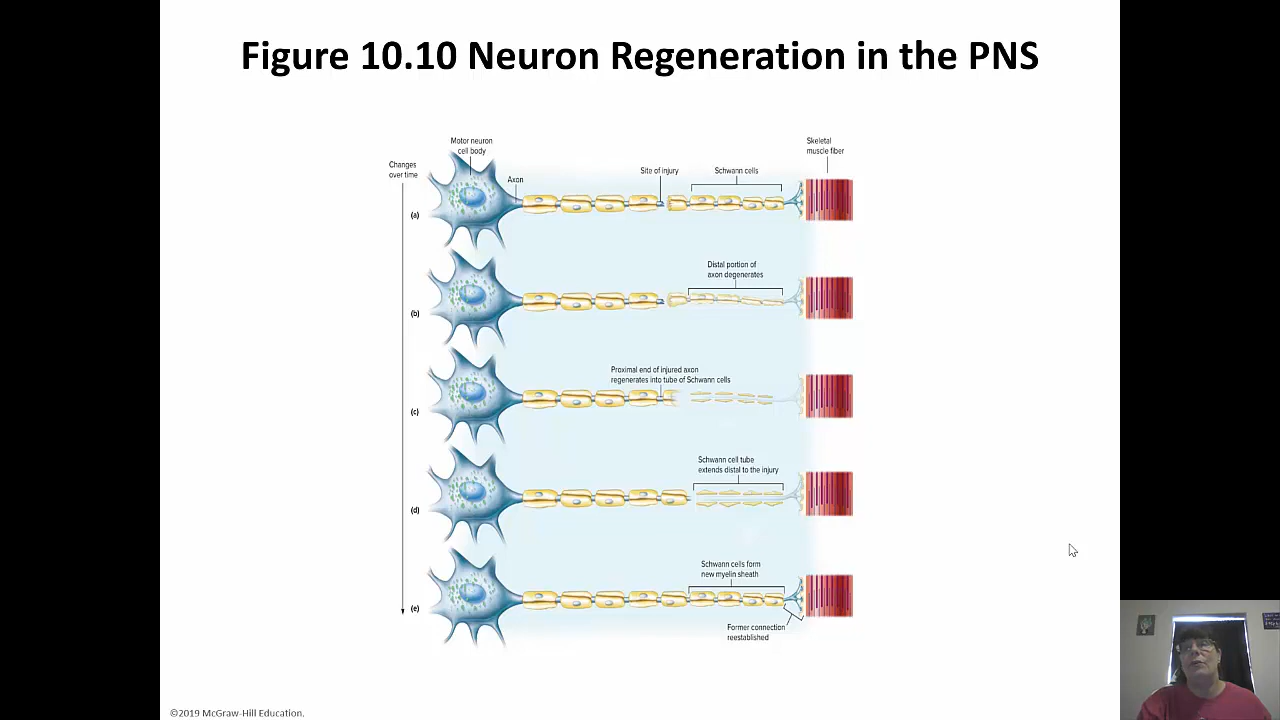 Figure 10.10 Neuron Regeneration in the PNS
Changes
over time
Motor neuron
cell body
Axon
Site of injury
Schwann cells
Skeletal
muscle fiber
(a)
Distal portion of
axon degenerates
(b)
Proximal end of injured axon
regenerates into tube of Schwann cells
(c)
Schwann cell tube
extends distal to the injury
(d)
Schwann cells form
new myelin sheath
(e)
Former connection
reestablished
©2019 McGraw-Hill Education.